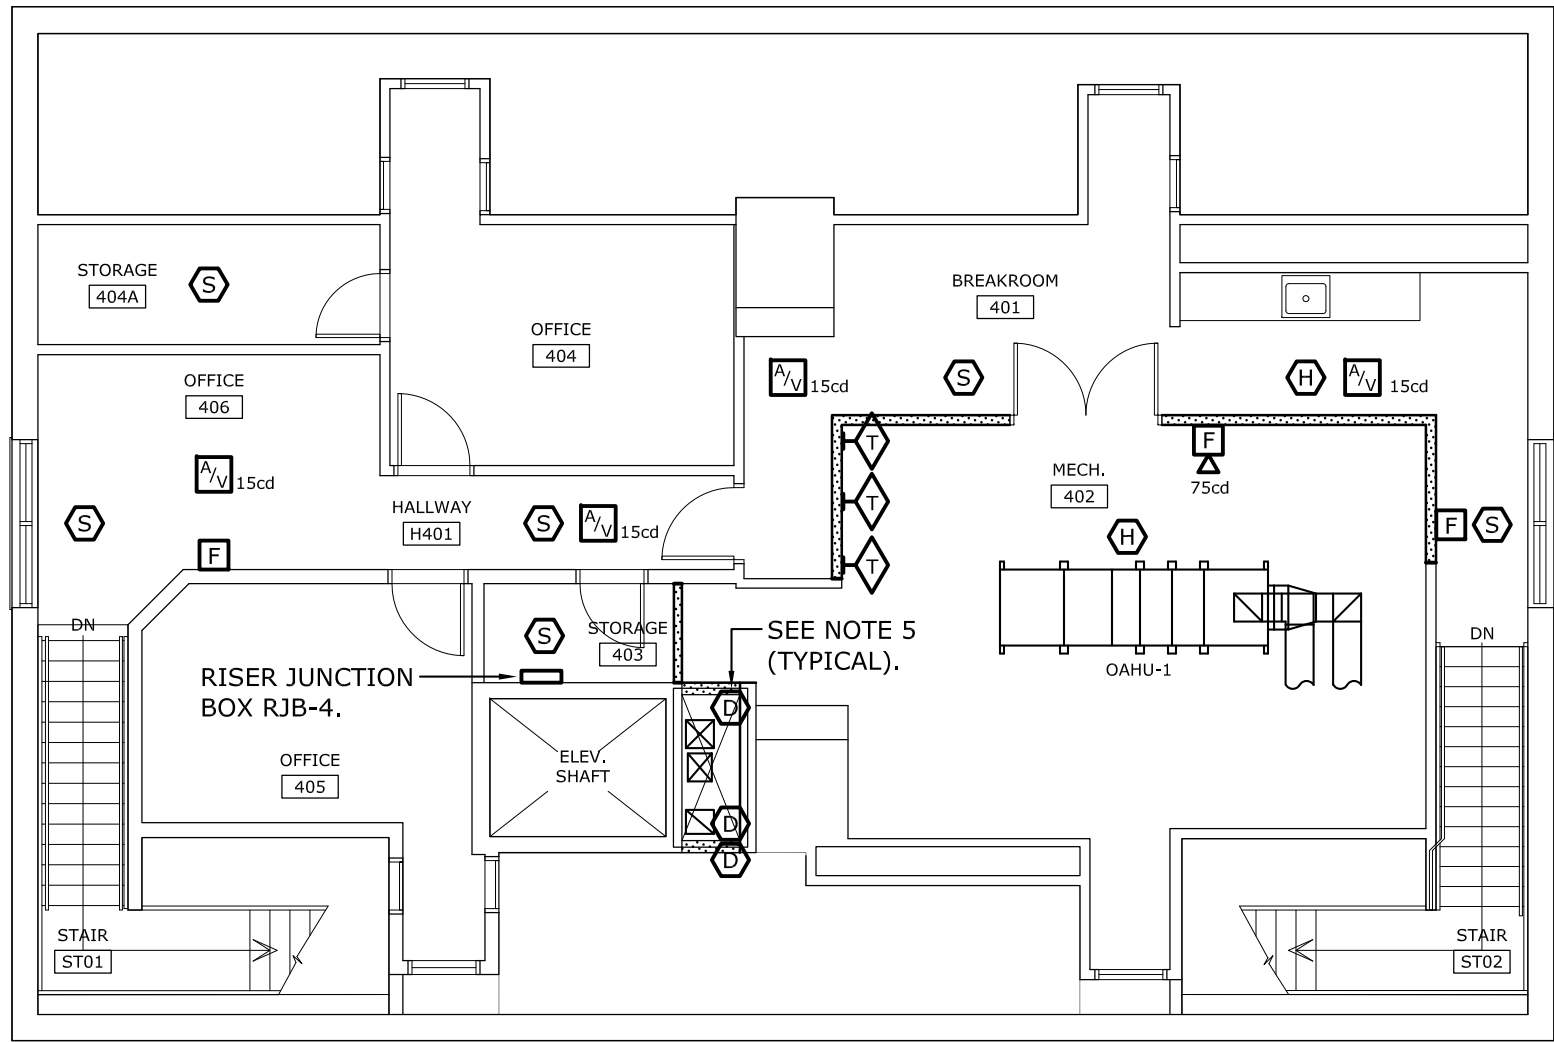 STORAGE
404A
S
OFFICE
404
BREAKROOM
401
OFFICE
406
A/V 15cd
S
H
A/V 15cd
T
F
75cd
A/V 15cd
MECH.
402
T
HALLWAY
H401
S
S
A/V 15cd
F
S
H
F
T
DN
S
STORAGE
403
SEE NOTE 5
(TYPICAL).
DN
OAHU-1
RISER JUNCTION
BOX RJB-4.
D
OFFICE
405
ELEV.
SHAFT
D
D
STAIR
ST01
STAIR
ST02